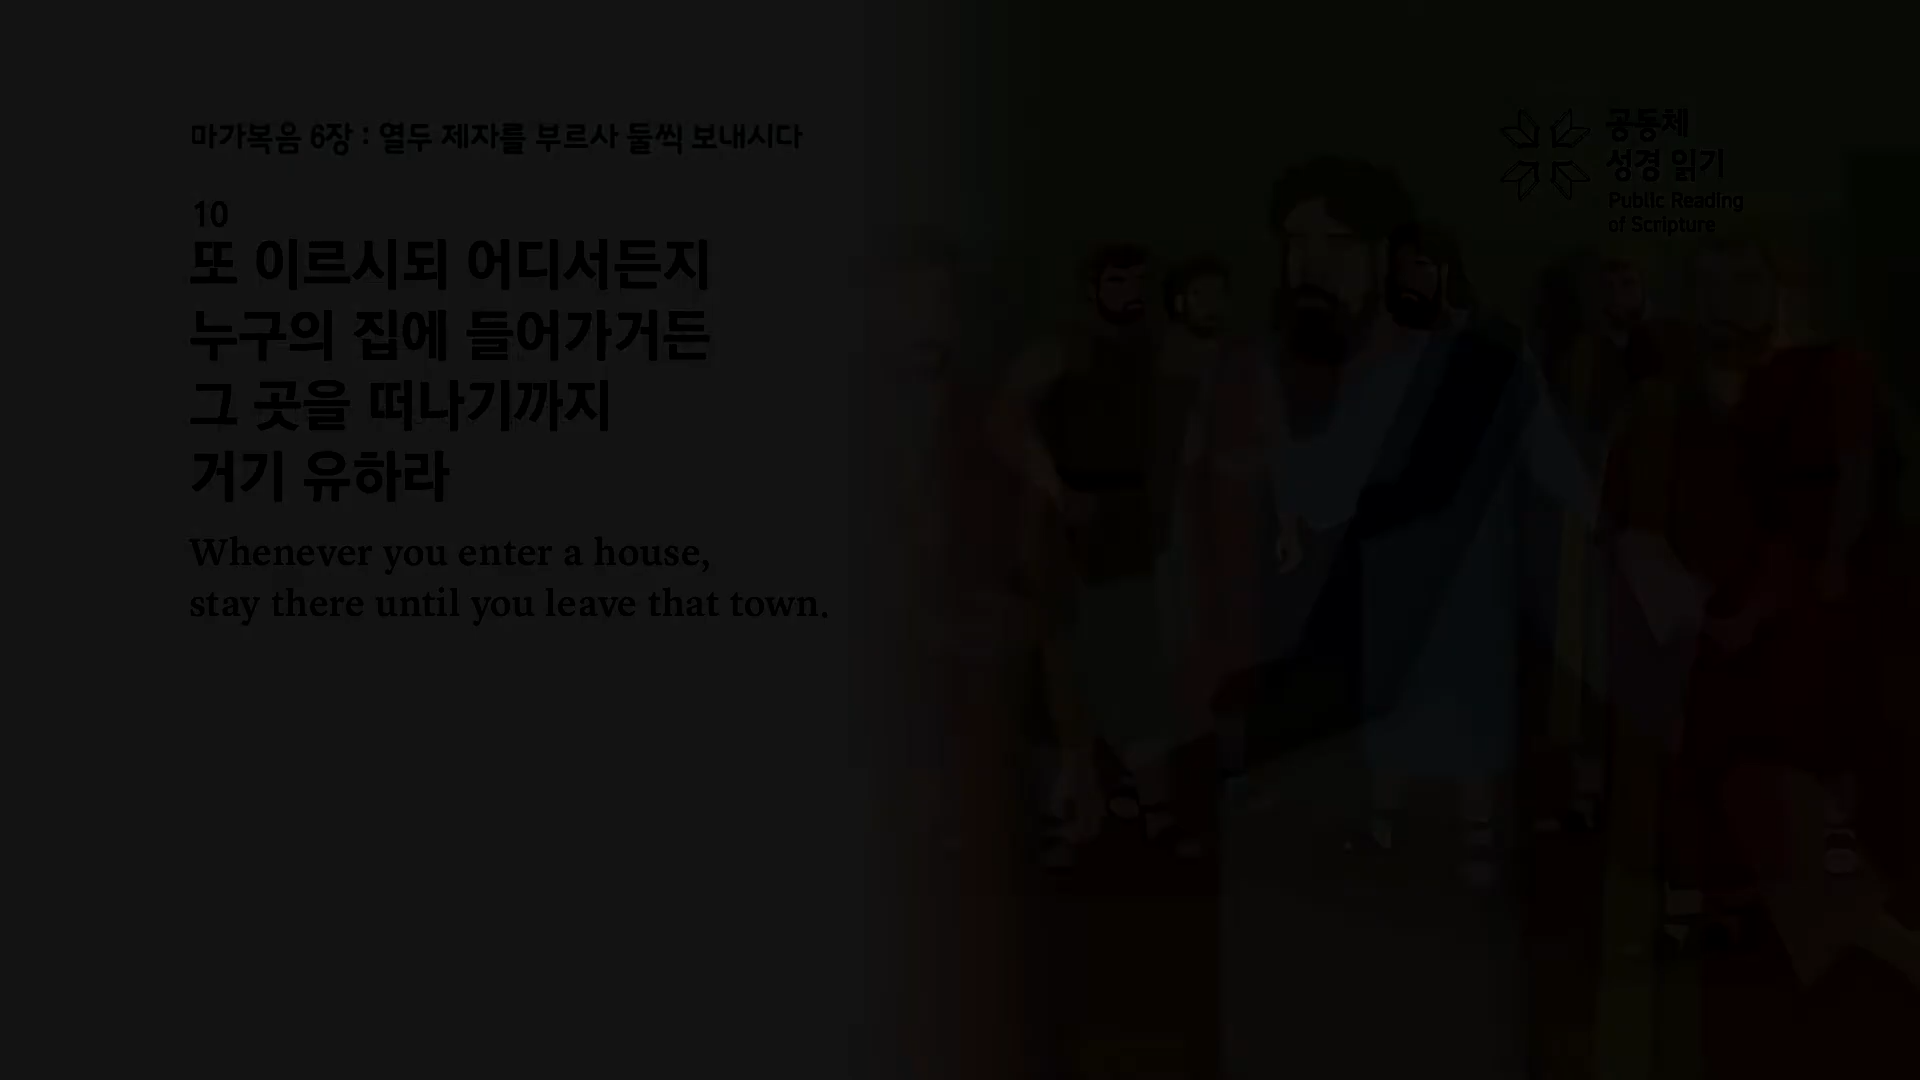 마가복음 6장 : 열두 제자를 부르사 둘씩 보내시다
10
또 이르시되 어디서든지
누구의 집에 들어가거든
그 곳을 떠나기까지
거기 유하라
Whenever you enter a house,
stay there until you leave that town.
공동체
성경 읽기
Public Reading
of Scripture